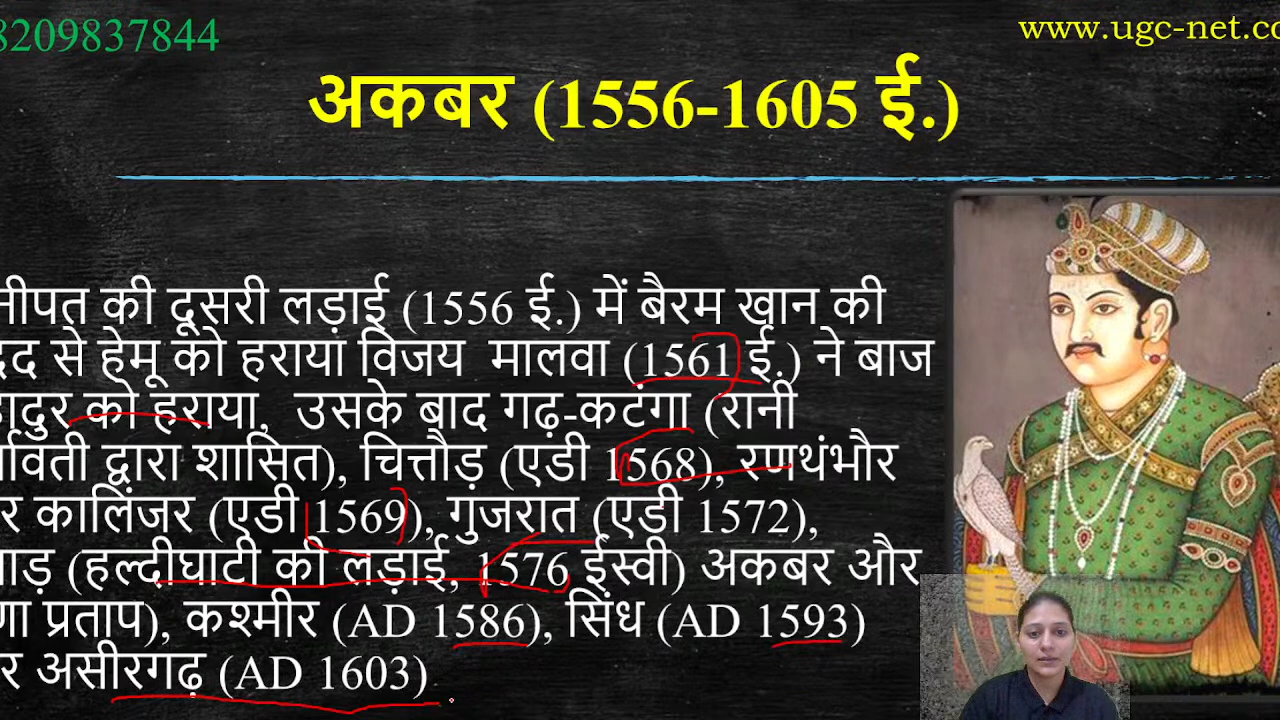 8209837844
www.ugc-net.co
अकबर (1556-1605 ई.)
नीपत की दूसरी लड़ाई (1556 ई.) में बैरम खान की
दद से हेमू को हराया विजय मालवा (1561 ई.) ने बाज
हादुर को हराया, उसके बाद गढ़-कटंगा (रानी
र्गावती द्वारा शासित), चित्तौड़ (एडी 1568), रणथंभौर
र कालिंजर (एडी 1569), गुजरात (एडी 1572),
ाड़ (हल्दीघाटी की लड़ाई, 1576 ईस्वी) अकबर और
णा प्रताप), कश्मीर (AD 1586), सिंध (AD 1593)
र असीरगढ़ (AD 1603)